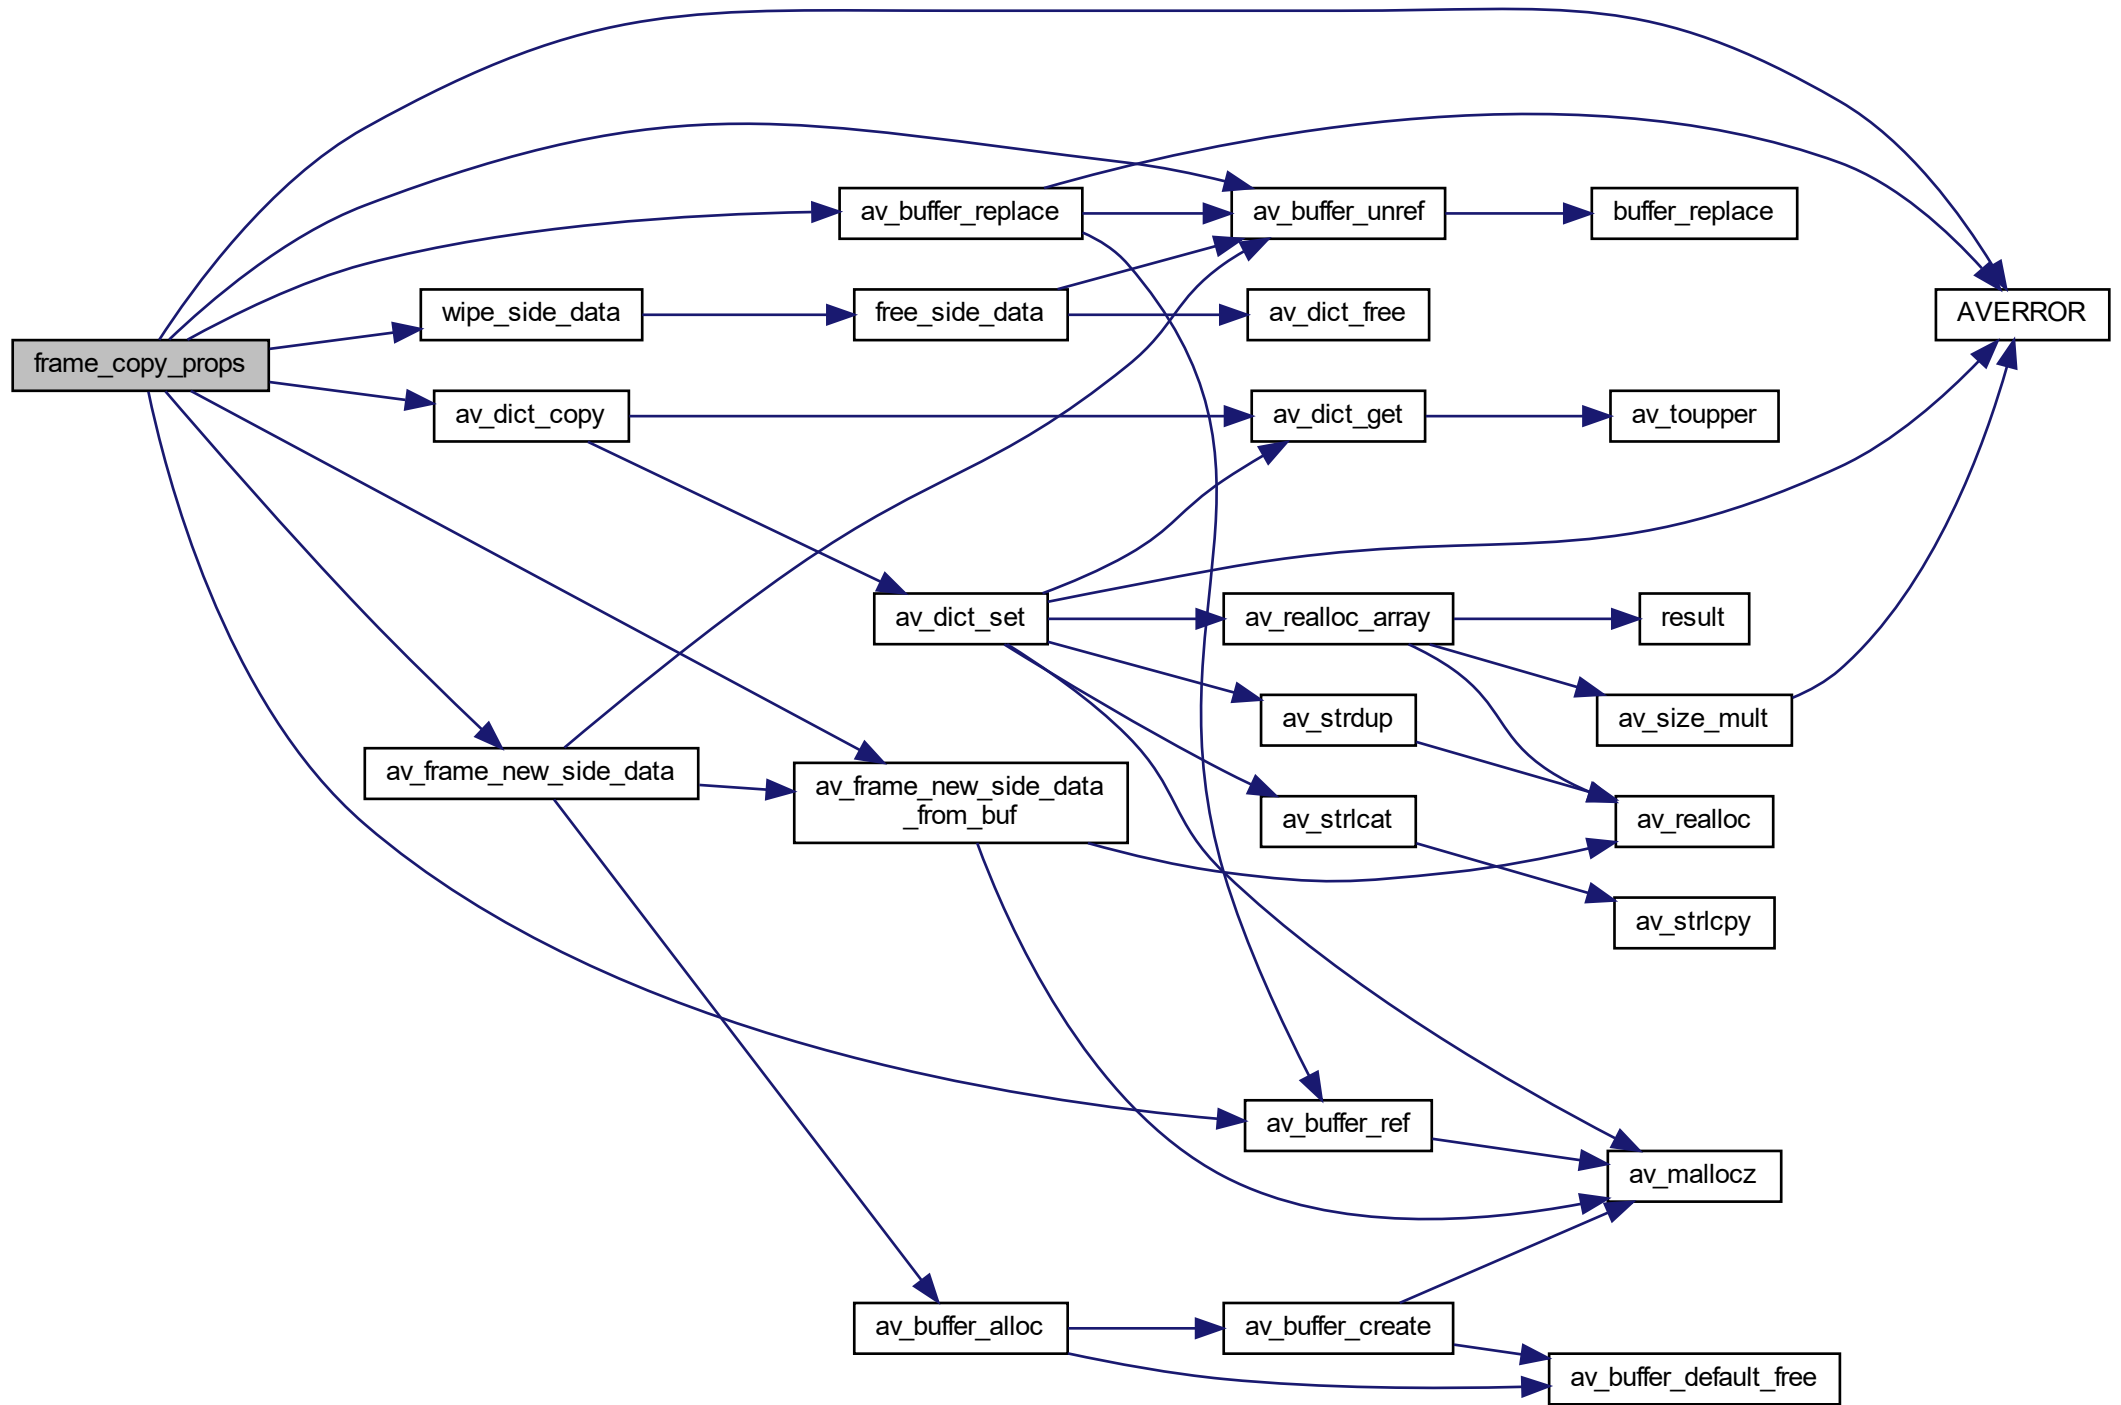 av_buffer_replace
av_buffer_unref
buffer_replace
wipe_side_data
free_side_data
av_dict_free
AVERROR
frame_copy_props
av_dict_copy
av_dict_get
av_toupper
av_dict_set
av_realloc_array
result
av_strdup
av_size_mult
av_frame_new_side_data
av_frame_new_side_data
_from_buf
av_strlcat
av_realloc
av_strlcpy
av_buffer_ref
av_mallocz
av_buffer_alloc
av_buffer_create
av_buffer_default_free